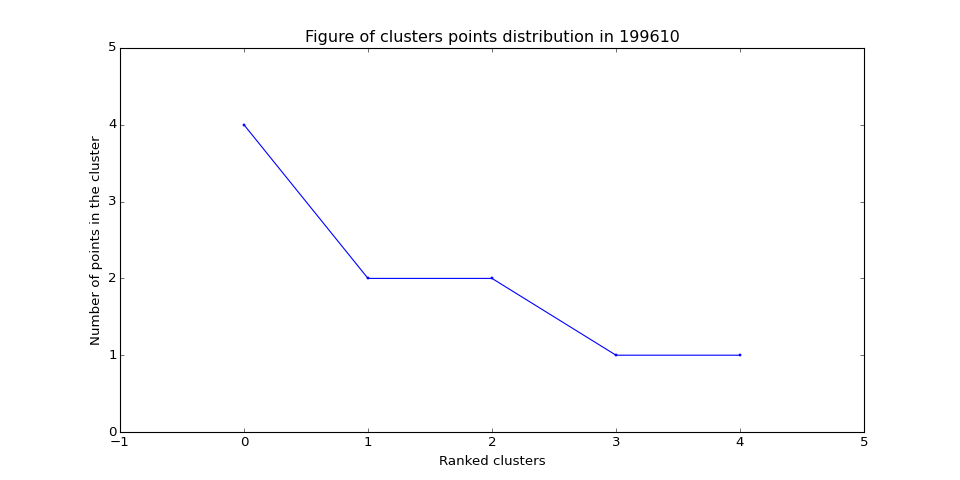 Figure of clusters points distribution in 199610
5
4
3
2
1
0
Number of points in the cluster
−1 0 1 2 3 4 5
Ranked clusters